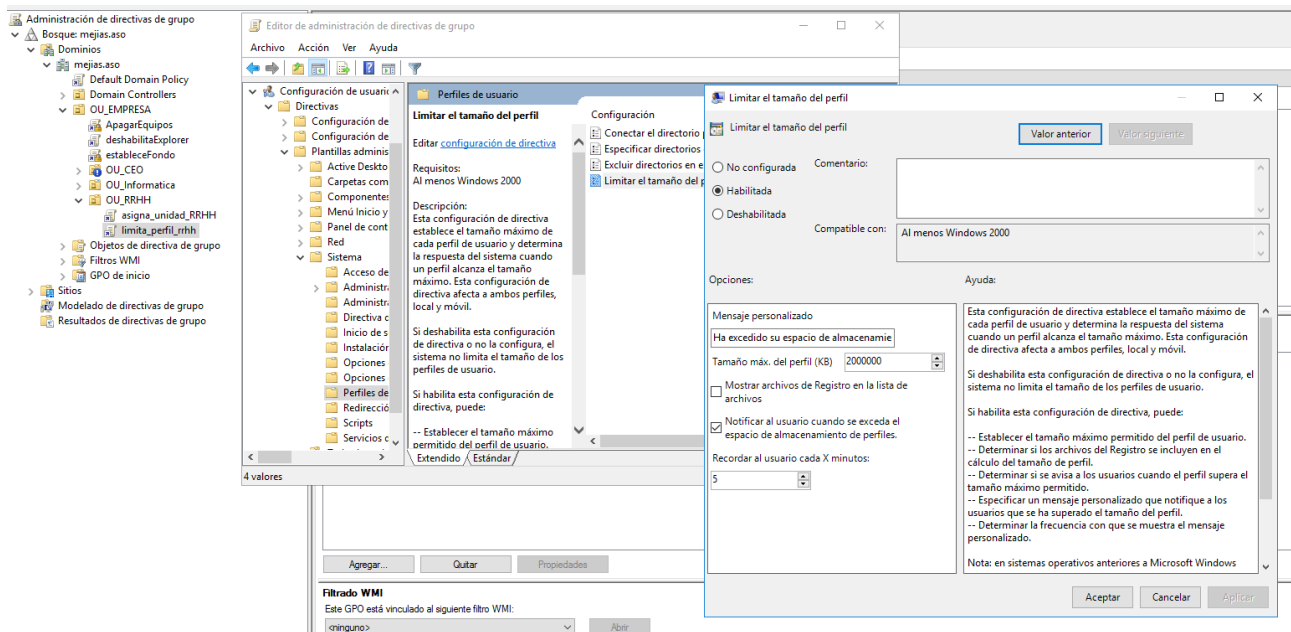 Administración de directivas de grupo
Bosque: mejias.aso
Dominios
mejias.aso
Default Domain Policy
Domain Controllers
OU_EMPRESA
ApagarEquipos
deshabilitaExplorer
estableceFondo
OU_CEO
OU_Informatica
OU_RRHH
asigna_unidad_RRHH
limita_perfil_rrhh
Objetos de directiva de grupo
Filtros WMI
GPO de inicio
Sitios
Modelado de directivas de grupo
Resultados de directivas de grupo
Editor de administración de directivas de grupo
Archivo Acción Ver Ayuda
Configuración de usuario
Directivas
Configuración de
Configuración de
Plantillas adminis
Active Deskto
Carpetas com
Componentes
Menú Inicio y
Panel de cont
Red
Sistema
Acceso de
Administra
Administra
Directiva d
Inicio de s
Instalación
Opciones
Opciones
Perfiles de
Redirecció
Scripts
Servicios d
4 valores
Perfiles de usuario
Limitar el tamaño del perfil
Editar configuración de directiva
Requisitos:
Al menos Windows 2000
Descripción:
Esta configuración de directiva
establece el tamaño máximo de
cada perfil de usuario y determina
la respuesta del sistema cuando
un perfil alcanza el tamaño
máximo. Esta configuración de
directiva afecta a ambos perfiles,
local y móvil.
Si deshabilita esta configuración
de directiva o no la configura, el
sistema no limita el tamaño de los
perfiles de usuario.
Si habilita esta configuración de
directiva, puede:
-- Establecer el tamaño máximo
permitido del perfil de usuario.
Configuración
Conectar el directorio p
Especificar directorios
Excluir directorios en e
Limitar el tamaño del p
Extendido Estándar
Agregar... Quitar Propiedades
Filtrado WMI
Este GPO está vinculado al siguiente filtro WMI:
<ninguno> Abrir
Limitar el tamaño del perfil
Limitar el tamaño del perfil
Valor anterior Valor siguiente
No configurada
Habilitada
Deshabilitada
Comentario:
Compatible con:
Al menos Windows 2000
Opciones:
Ayuda:
Mensaje personalizado
Ha excedido su espacio de almacenamie
Tamaño máx. del perfil (KB) 2000000
Mostrar archivos de Registro en la lista de
archivos
Notificar al usuario cuando se exceda el
espacio de almacenamiento de perfiles.
Recordar al usuario cada X minutos:
5
Esta configuración de directiva establece el tamaño máximo de
cada perfil de usuario y determina la respuesta del sistema
cuando un perfil alcanza el tamaño máximo. Esta configuración
de directiva afecta a ambos perfiles, local y móvil.
Si deshabilita esta configuración de directiva o no la configura, el
sistema no limita el tamaño de los perfiles de usuario.
Si habilita esta configuración de directiva, puede:
-- Establecer el tamaño máximo permitido del perfil de usuario.
-- Determinar si los archivos del Registro se incluyen en el
cálculo del tamaño de perfil.
-- Determinar si se avisa a los usuarios cuando el perfil supera el
tamaño máximo permitido.
-- Especificar un mensaje personalizado que notifique a los
usuarios que se ha superado el tamaño del perfil.
-- Determinar la frecuencia con que se muestra el mensaje
personalizado.
Nota: en sistemas operativos anteriores a Microsoft Windows
Aceptar Cancelar Aplicar